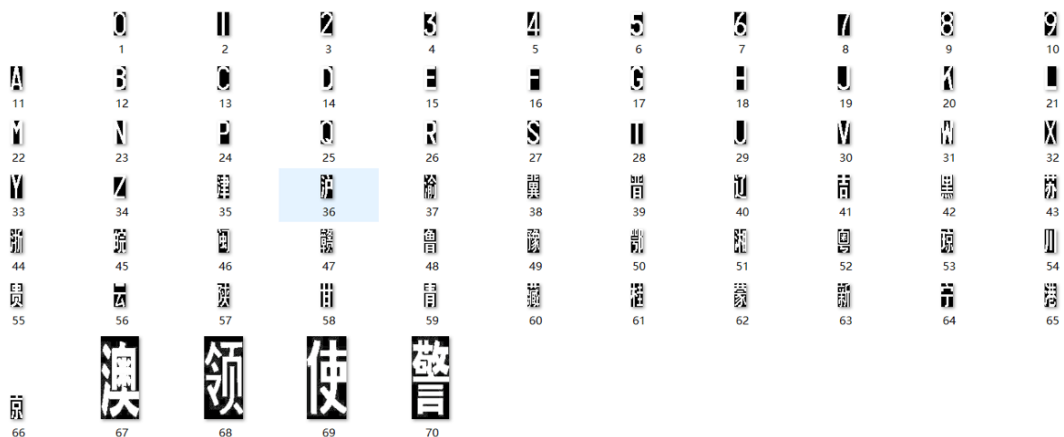 0 1 2 3 4 5 6 7 8 9
1 2 3 4 5 6 7 8 9 10
A B C D E F G H J K L
11 12 13 14 15 16 17 18 19 20 21
M N P Q R S T U V W X
22 23 24 25 26 27 28 29 30 31 32
Y Z 津 沪 渝 冀 晋 辽 吉 黑 苏
33 34 35 36 37 38 39 40 41 42 43
浙 皖 闽 赣 鲁 豫 鄂 湘 粤 琼 川
44 45 46 47 48 49 50 51 52 53 54
贵 云 陕 甘 青 藏 桂 蒙 新 宁 港
55 56 57 58 59 60 61 62 63 64 65
京 澳 领 使 警
66 67 68 69 70